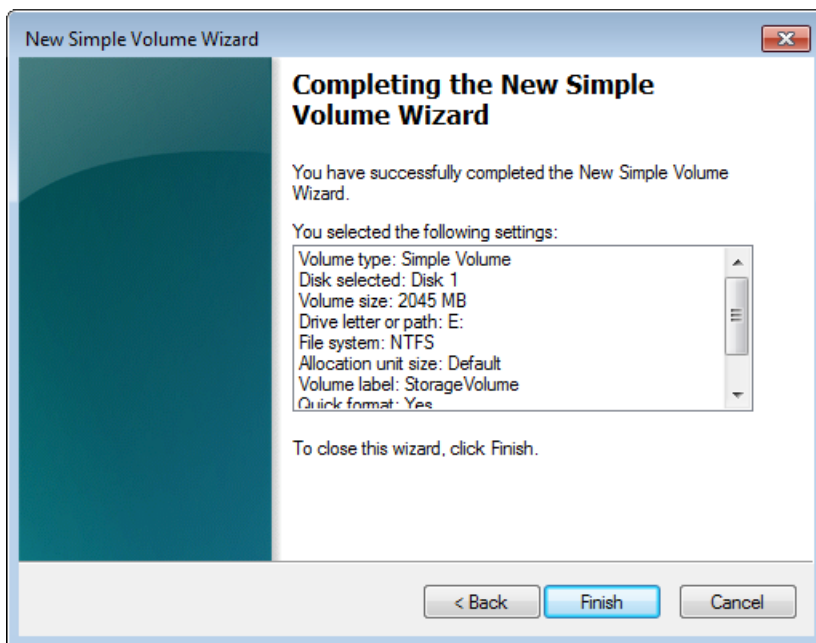 New Simple Volume Wizard
Completing the New Simple
Volume Wizard
You have successfully completed the New Simple Volume
Wizard.
You selected the following settings:
Volume type: Simple Volume
Disk selected: Disk 1
Volume size: 2045 MB
Drive letter or path: E:
File system: NTFS
Allocation unit size: Default
Volume label: StorageVolume
Quick format: Yes
To close this wizard, click Finish.
< Back Finish Cancel